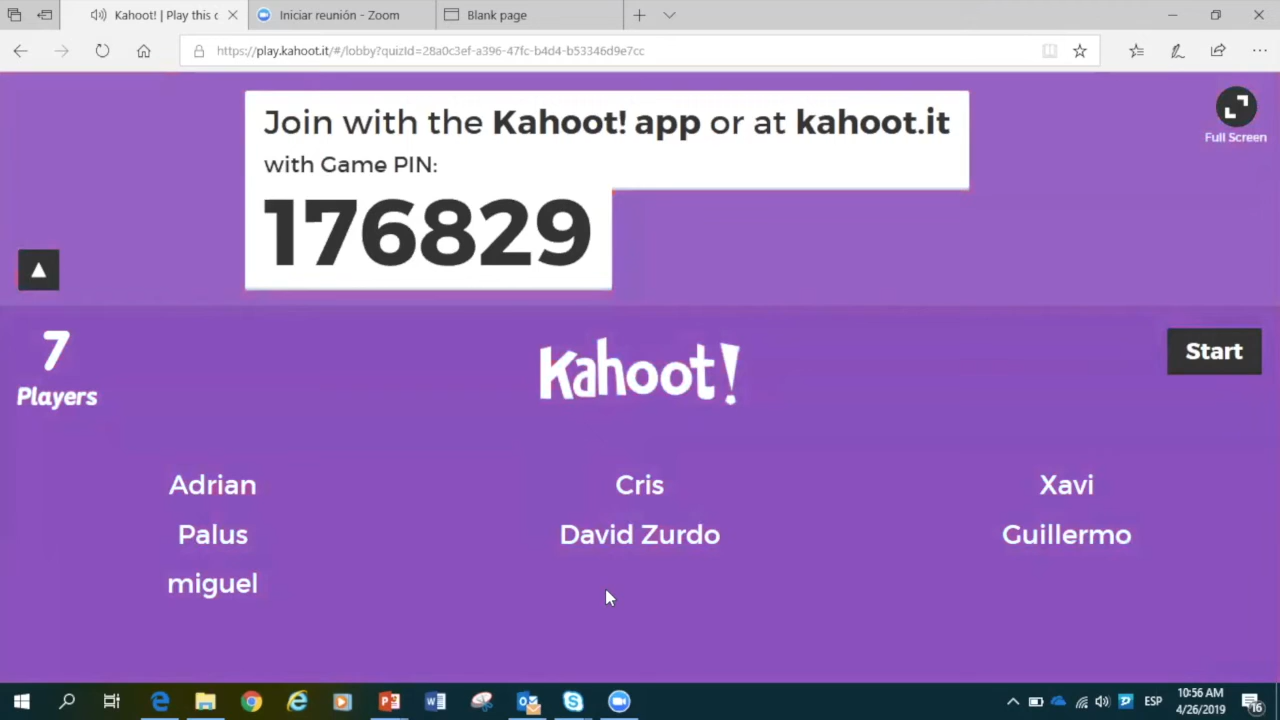 Kahoot! | Play this
Iniciar reunión - Zoom
Blank page
https://play.kahoot.it/#/lobby?quizId=28a0c3ef-a396-47fc-b4d4-b53346d9e7cc
Join with the Kahoot! app or at kahoot.it
with Game PIN:
176829
Full Screen
7
Players
Kahoot!
Start
Adrian
Cris
Xavi
Palus
David Zurdo
Guillermo
miguel
ESP
10:56 AM
4/26/2019
16